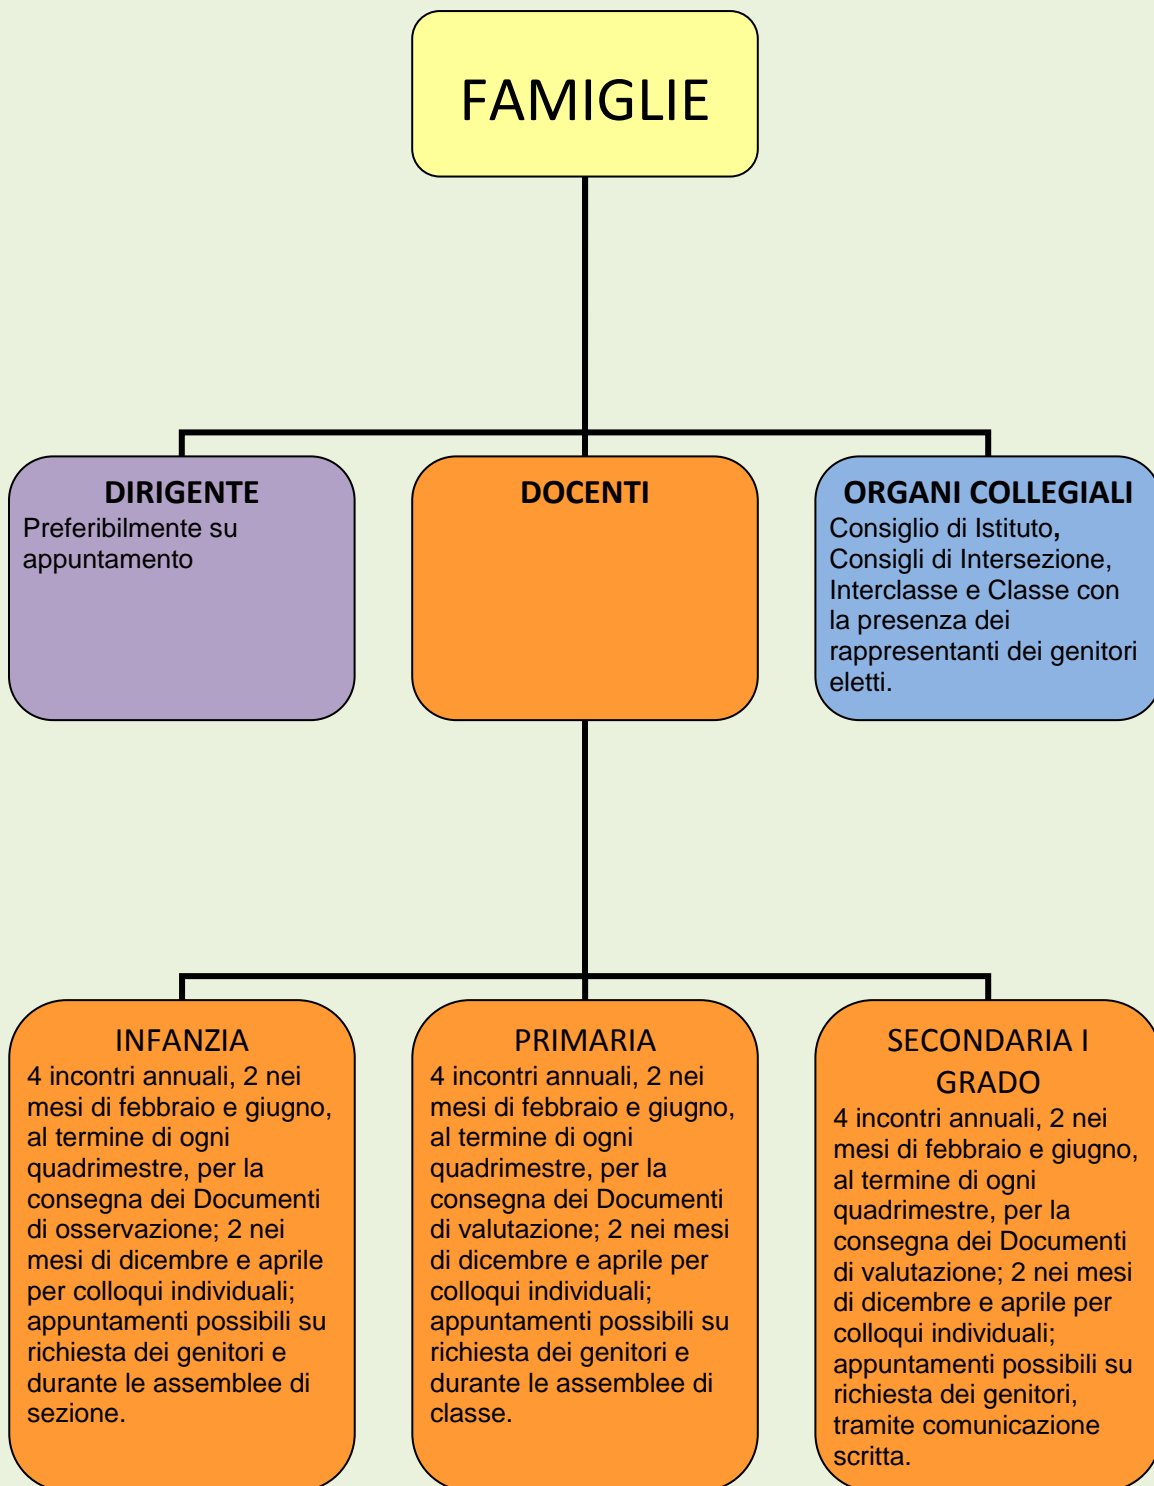 FAMIGLIE
DIRIGENTE
Preferibilmente su
appuntamento
DOCENTI
ORGANI COLLEGIALI
Consiglio di Istituto,
Consigli di Intersezione,
Interclasse e Classe con
la presenza dei
rappresentanti dei genitori
eletti.
INFANZIA
4 incontri annuali, 2 nei
mesi di febbraio e giugno,
al termine di ogni
quadrimestre, per la
consegna dei Documenti
di osservazione; 2 nei
mesi di dicembre e aprile
per colloqui individuali;
appuntamenti possibili su
richiesta dei genitori e
durante le assemblee di
sezione.
PRIMARIA
4 incontri annuali, 2 nei
mesi di febbraio e giugno,
al termine di ogni
quadrimestre, per la
consegna dei Documenti
di valutazione; 2 nei mesi
di dicembre e aprile per
colloqui individuali;
appuntamenti possibili su
richiesta dei genitori e
durante le assemblee di
classe.
SECONDARIA I
GRADO
4 incontri annuali, 2 nei
mesi di febbraio e giugno,
al termine di ogni
quadrimestre, per la
consegna dei Documenti
di valutazione; 2 nei mesi
di dicembre e aprile per
colloqui individuali;
appuntamenti possibili su
richiesta dei genitori,
tramite comunicazione
scritta.